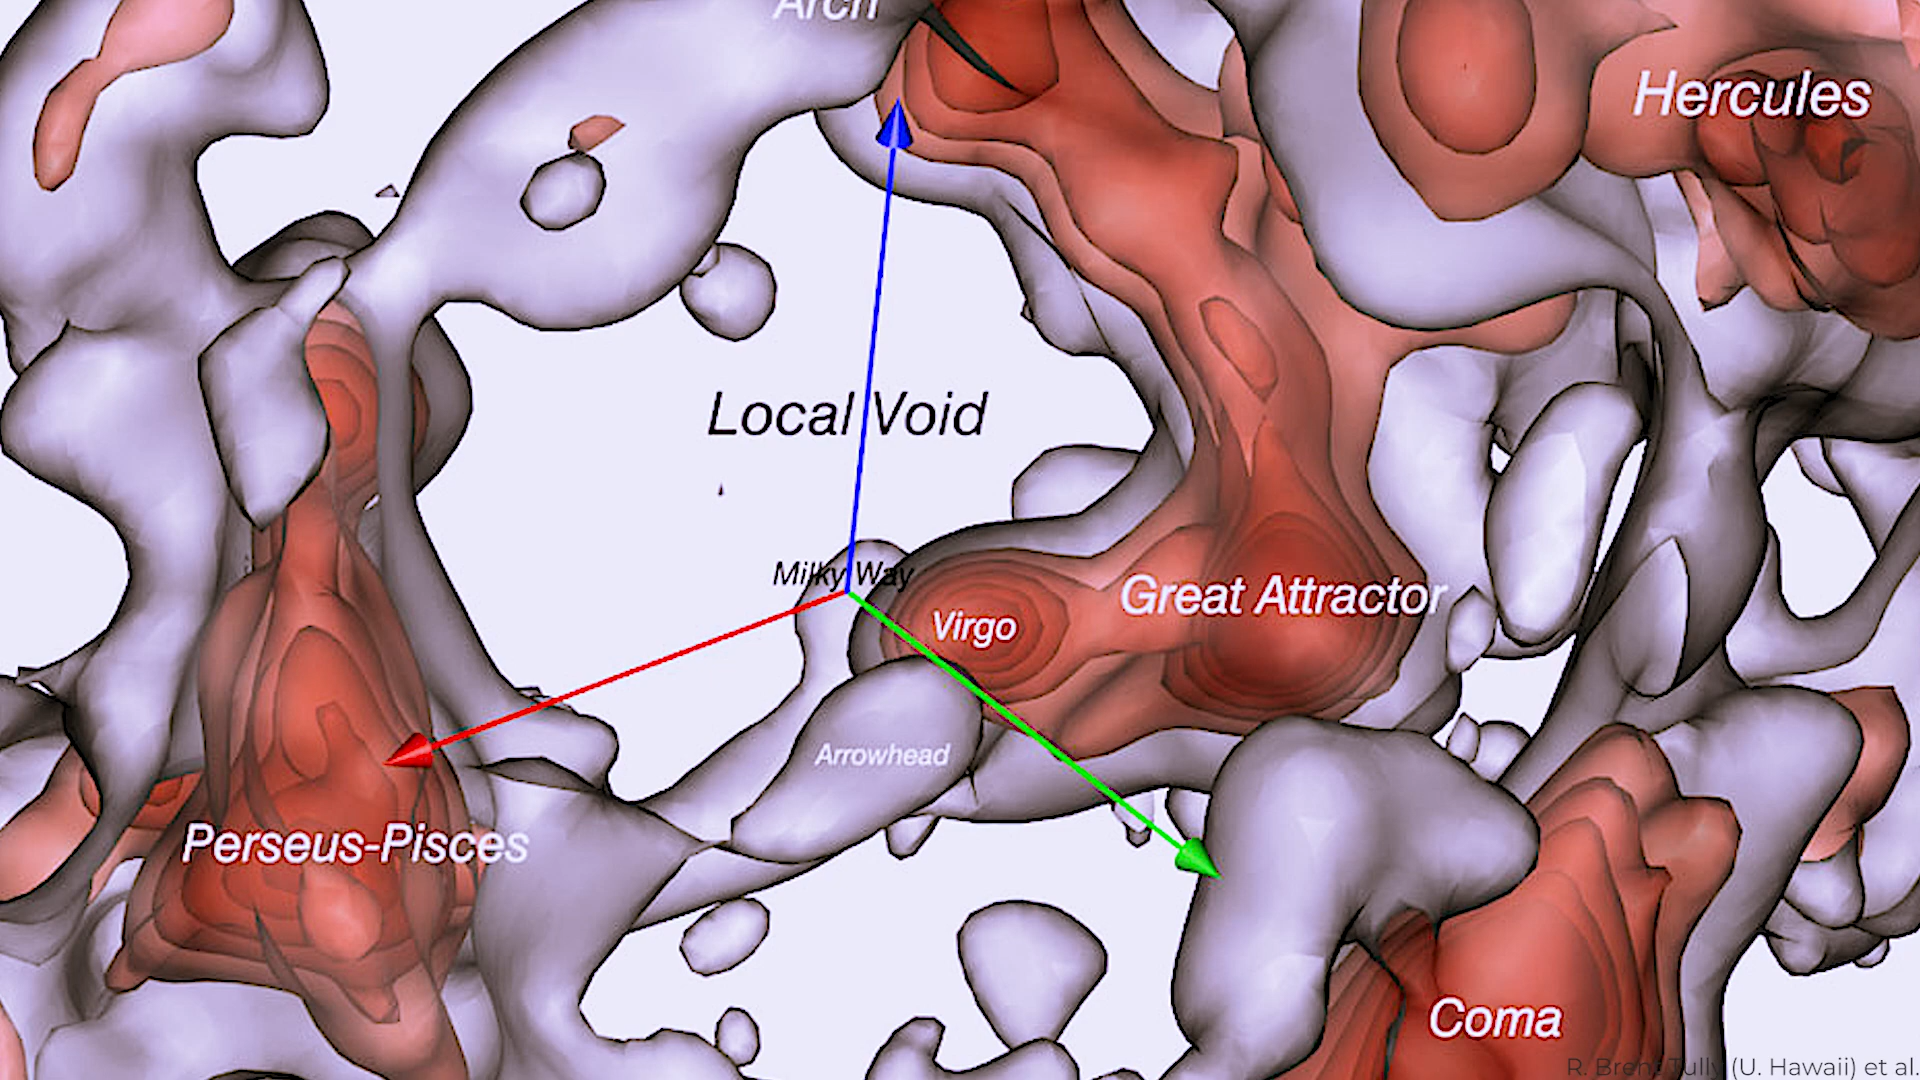 Arch
Hercules
Local Void
Milky Way
Great Attractor
Virgo
Arrowhead
Perseus-Pisces
Coma
R. Brent Tully (U. Hawaii) et al.